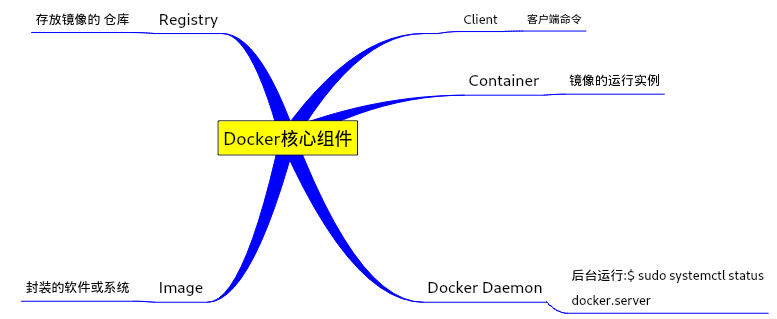 存放镜像的 仓库
Registry
Client
客户端命令
Container
镜像的运行实例
Docker核心组件
封装的软件或系统
Image
Docker Daemon
后台运行:$ sudo systemctl status
docker.server